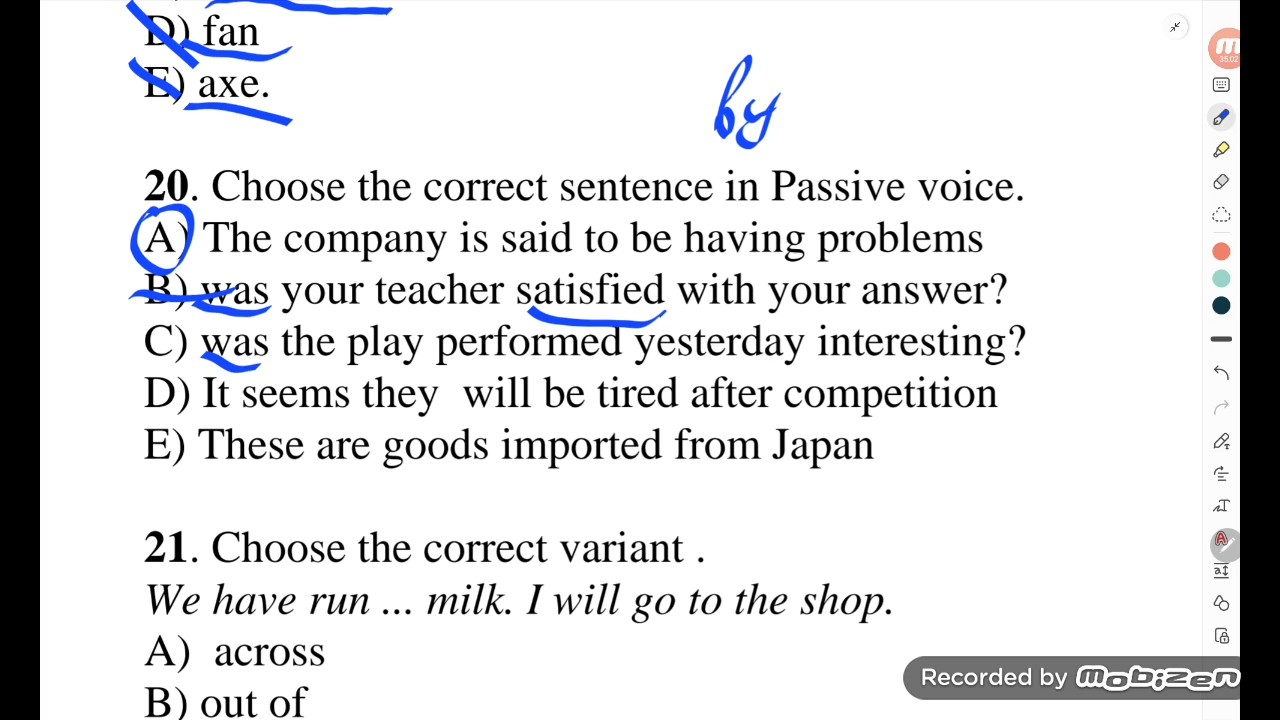 D) fan
E) axe.
by
20. Choose the correct sentence in Passive voice.
A) The company is said to be having problems
B) was your teacher satisfied with your answer?
C) was the play performed yesterday interesting?
D) It seems they will be tired after competition
E) These are goods imported from Japan
21. Choose the correct variant .
We have run ... milk. I will go to the shop.
A) across
B) out of
Recorded by mobizen
m
35:02